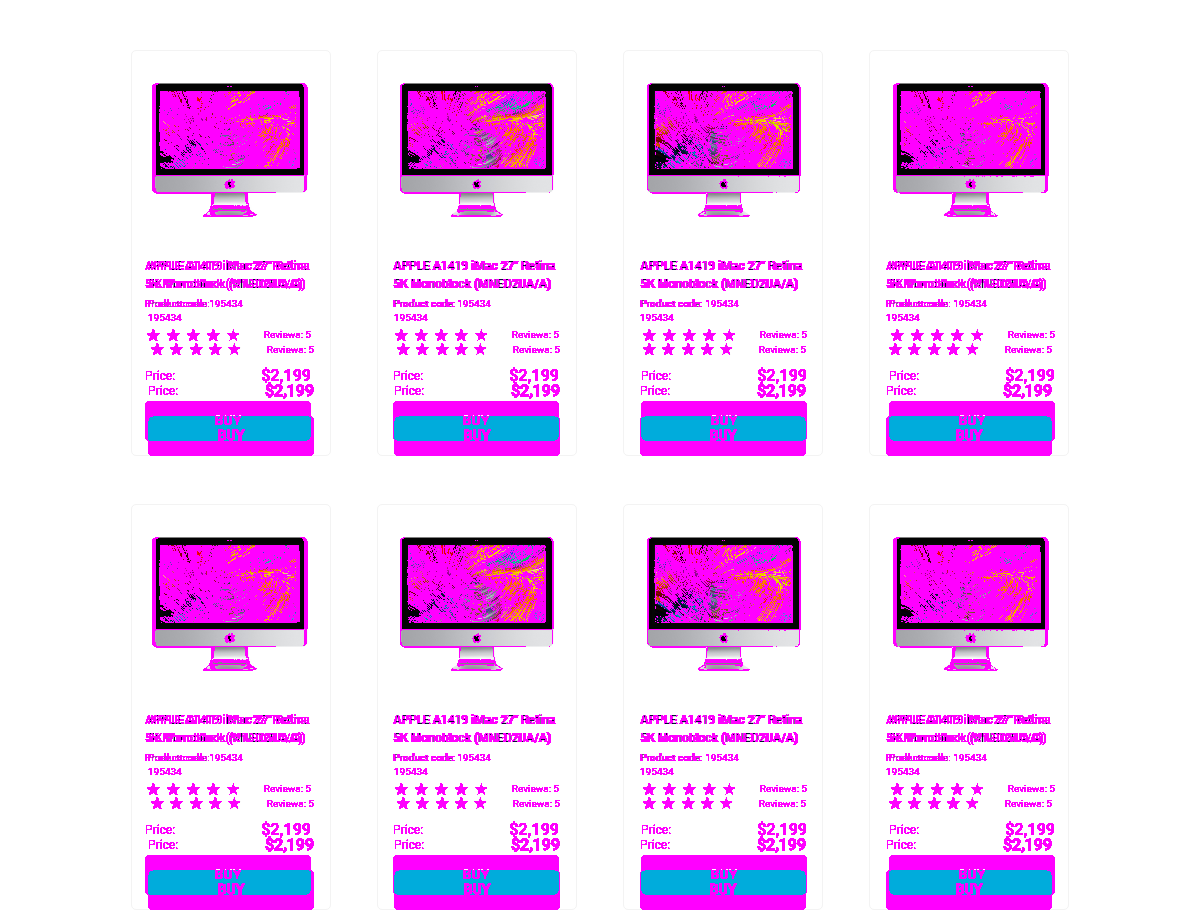 APPLE A1419 iMac 27" Retina
5K Monoblock (MNED2UA/A)
Product code: 195434
195434
Reviews: 5
Reviews: 5
Price: $2,199
Price: $2,199
BUY
BUY
APPLE A1419 iMac 27" Retina
5K Monoblock (MNED2UA/A)
Product code: 195434
195434
Reviews: 5
Reviews: 5
Price: $2,199
Price: $2,199
BUY
BUY
APPLE A1419 iMac 27" Retina
5K Monoblock (MNED2UA/A)
Product code: 195434
195434
Reviews: 5
Reviews: 5
Price: $2,199
Price: $2,199
BUY
BUY
APPLE A1419 iMac 27" Retina
5K Monoblock (MNED2UA/A)
Product code: 195434
195434
Reviews: 5
Reviews: 5
Price: $2,199
Price: $2,199
BUY
BUY
APPLE A1419 iMac 27" Retina
5K Monoblock (MNED2UA/A)
Product code: 195434
195434
Reviews: 5
Reviews: 5
Price: $2,199
Price: $2,199
BUY
BUY
APPLE A1419 iMac 27" Retina
5K Monoblock (MNED2UA/A)
Product code: 195434
195434
Reviews: 5
Reviews: 5
Price: $2,199
Price: $2,199
BUY
BUY
APPLE A1419 iMac 27" Retina
5K Monoblock (MNED2UA/A)
Product code: 195434
195434
Reviews: 5
Reviews: 5
Price: $2,199
Price: $2,199
BUY
BUY
APPLE A1419 iMac 27" Retina
5K Monoblock (MNED2UA/A)
Product code: 195434
195434
Reviews: 5
Reviews: 5
Price: $2,199
Price: $2,199
BUY
BUY